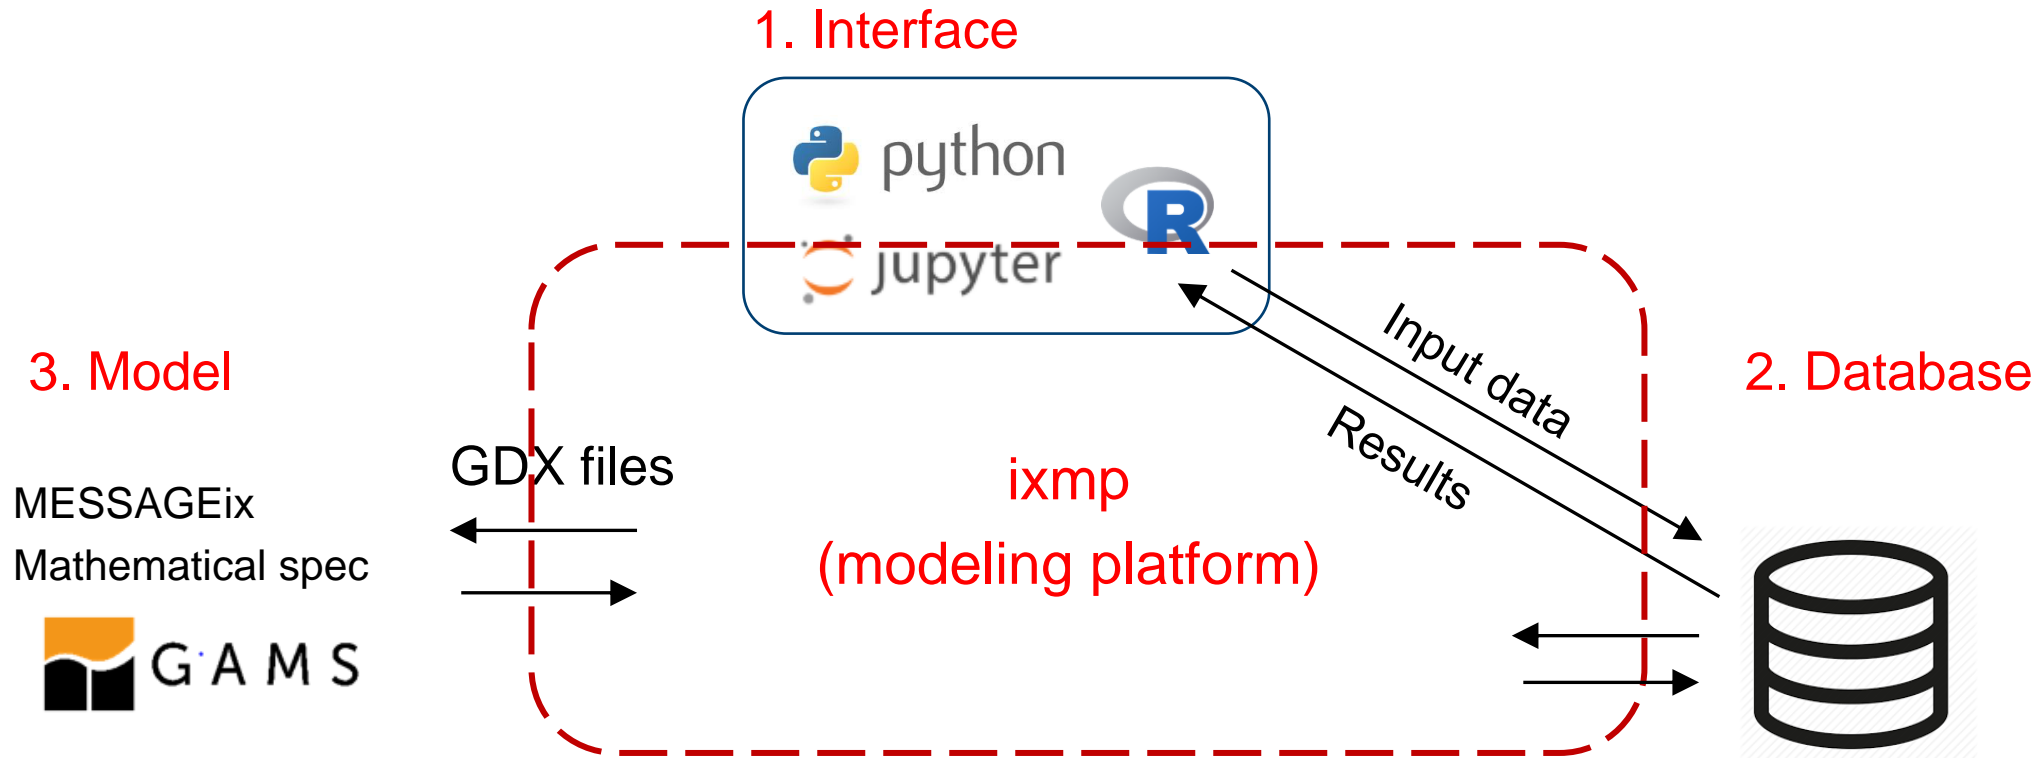 1. Interface
python
R
jupyter
Input data
Results
3. Model
2. Database
GDX files
ixmp
(modeling platform)
MESSAGEix
Mathematical spec
GAMS